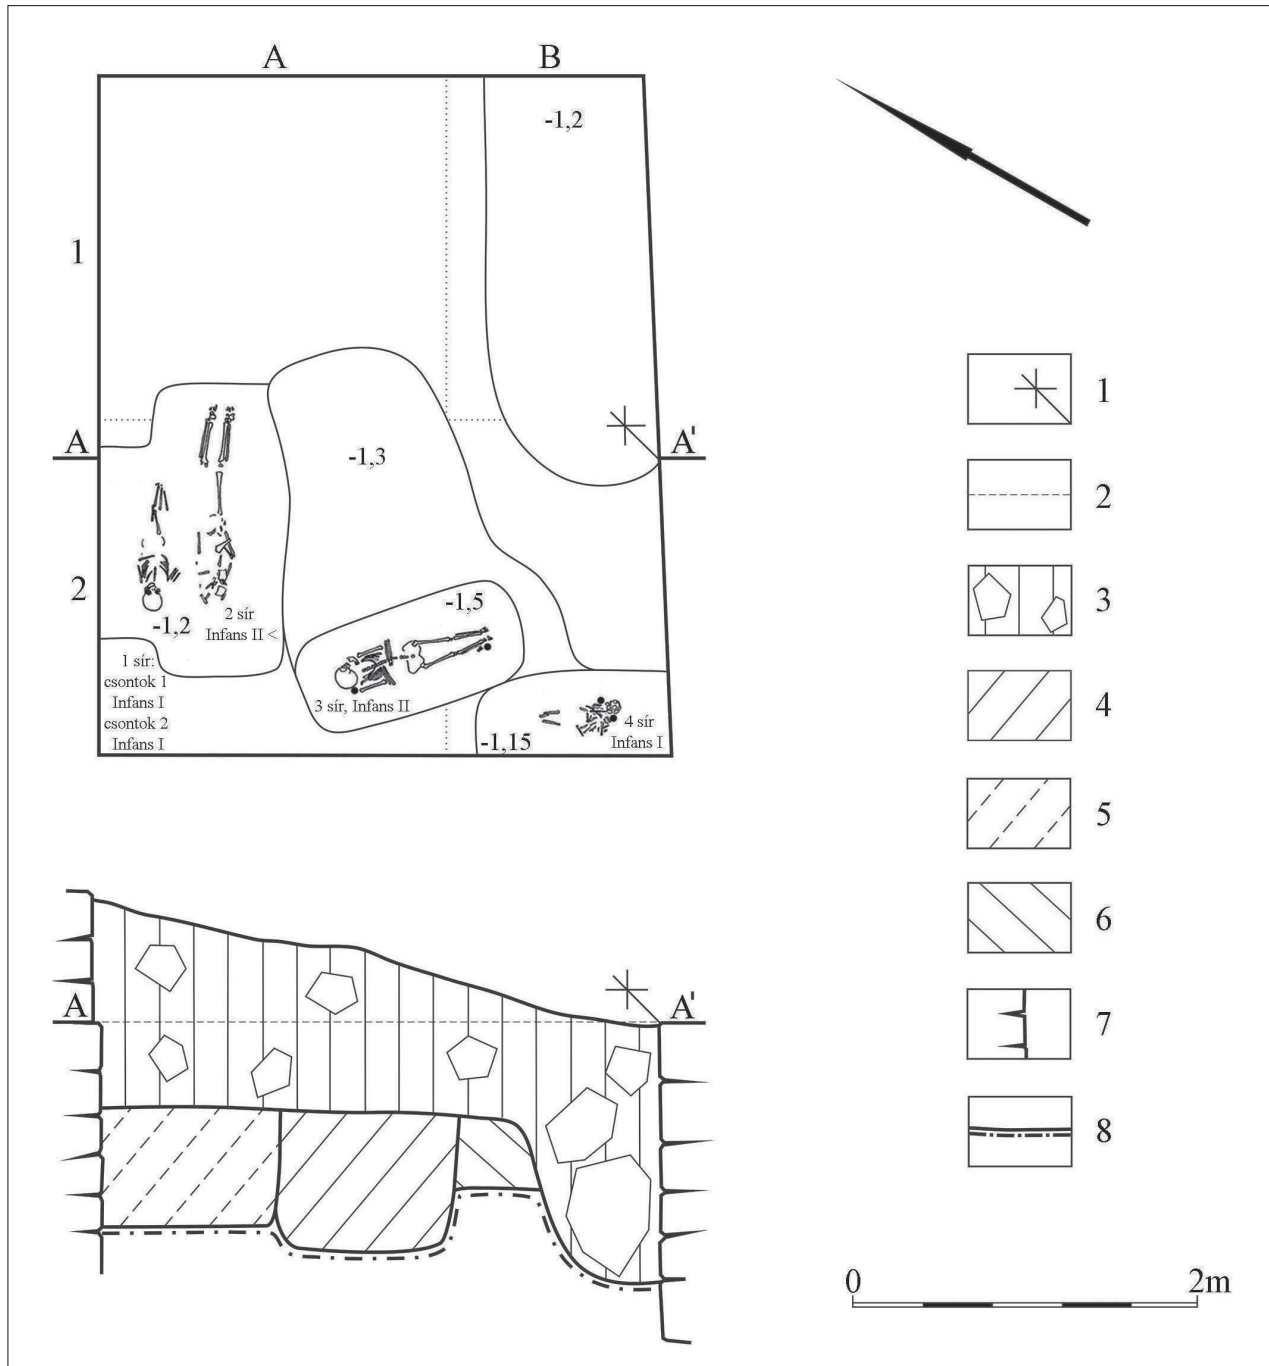 A B
-1,2
1
A -1,3 A'
2
-1,5
-1,2
2 sír
Infans II <
1 sír:
csontok 1
Infans I
csontok 2
Infans I
3 sír, Infans II
-1,15
4 sír
Infans I
A A'
1
2
3
4
5
6
7
8
0 2m